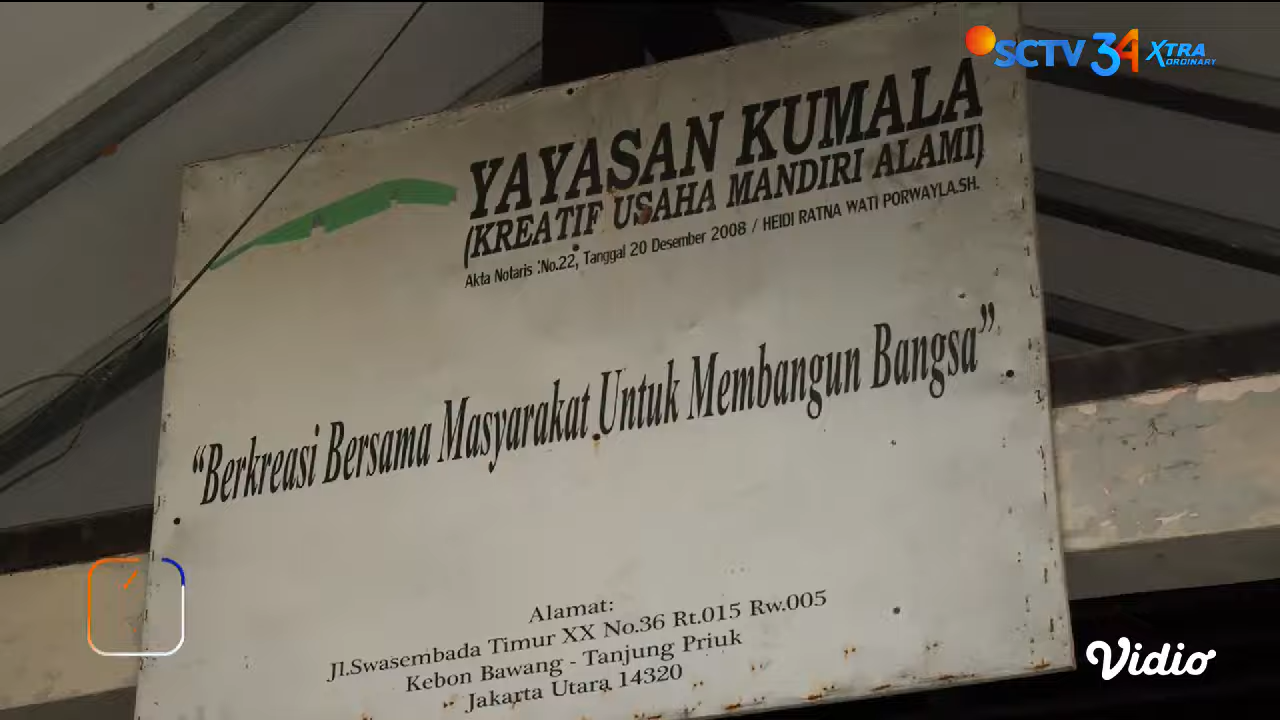 SCTV 34 XTRA
ORDINARY
YAYASAN KUMALA
(KREATIF USAHA MANDIRI ALAMI)
Akta Notaris :No.22, Tanggal 20 Desember 2008 / HEIDI RATNA WATI PORWAYLA.SH.
“Berkreasi Bersama Masyarakat Untuk Membangun Bangsa”
Alamat:
Jl.Swasembada Timur XX No.36 Rt.015 Rw.005
Kebon Bawang - Tanjung Priuk
Jakarta Utara 14320
Vidio